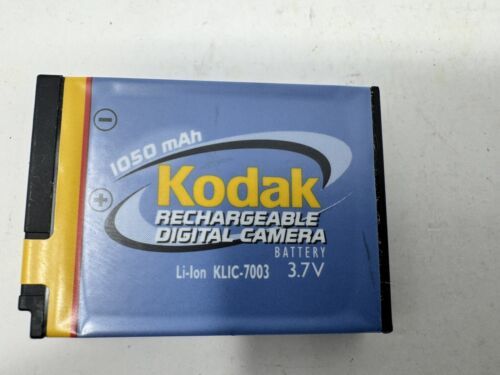 1050 mAh
Kodak
RECHARGEABLE
DIGITAL CAMERA
BATTERY
Li-Ion KLIC-7003 3.7V